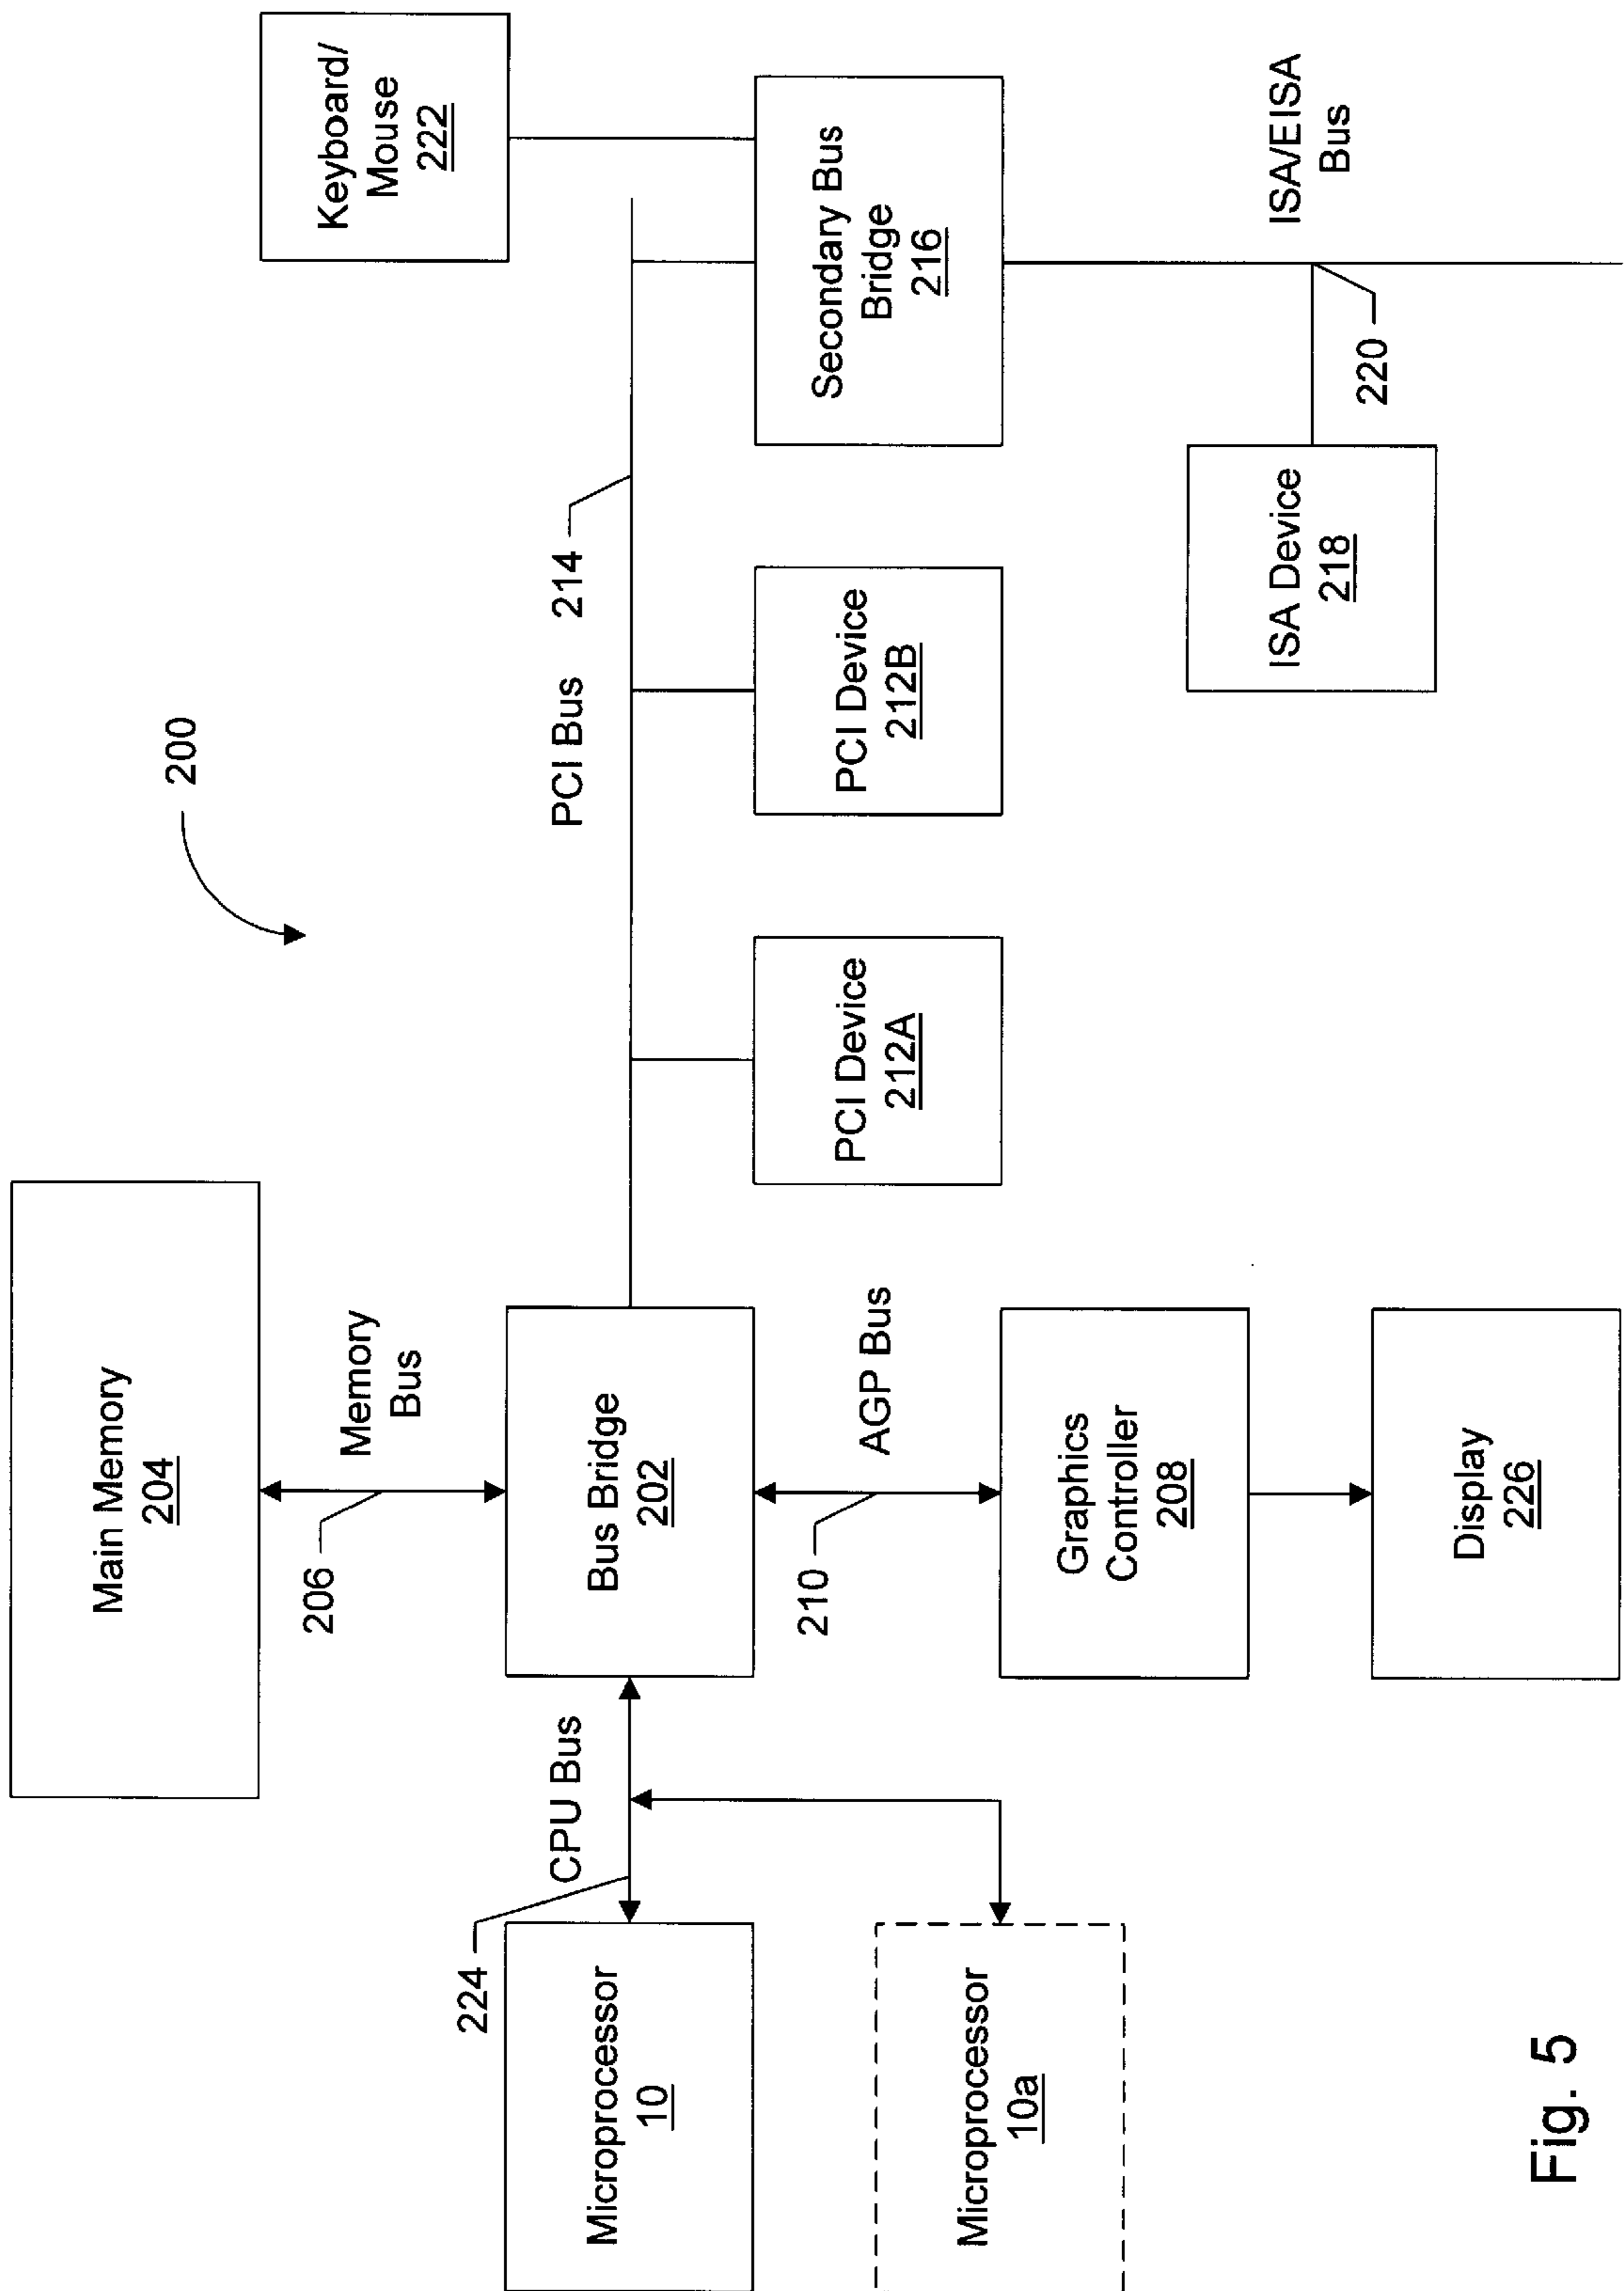 Main Memory
204
Keyboard/
Mouse
222
200
206
Memory
Bus
224
CPU Bus
PCI Bus
214
Microprocessor
10
Bus Bridge
202
PCI Device
212A
PCI Device
212B
Secondary Bus
Bridge
216
210
AGP Bus
Microprocessor
10a
Graphics
Controller
208
ISA Device
218
220
ISA/EISA
Bus
Display
226
Fig. 5